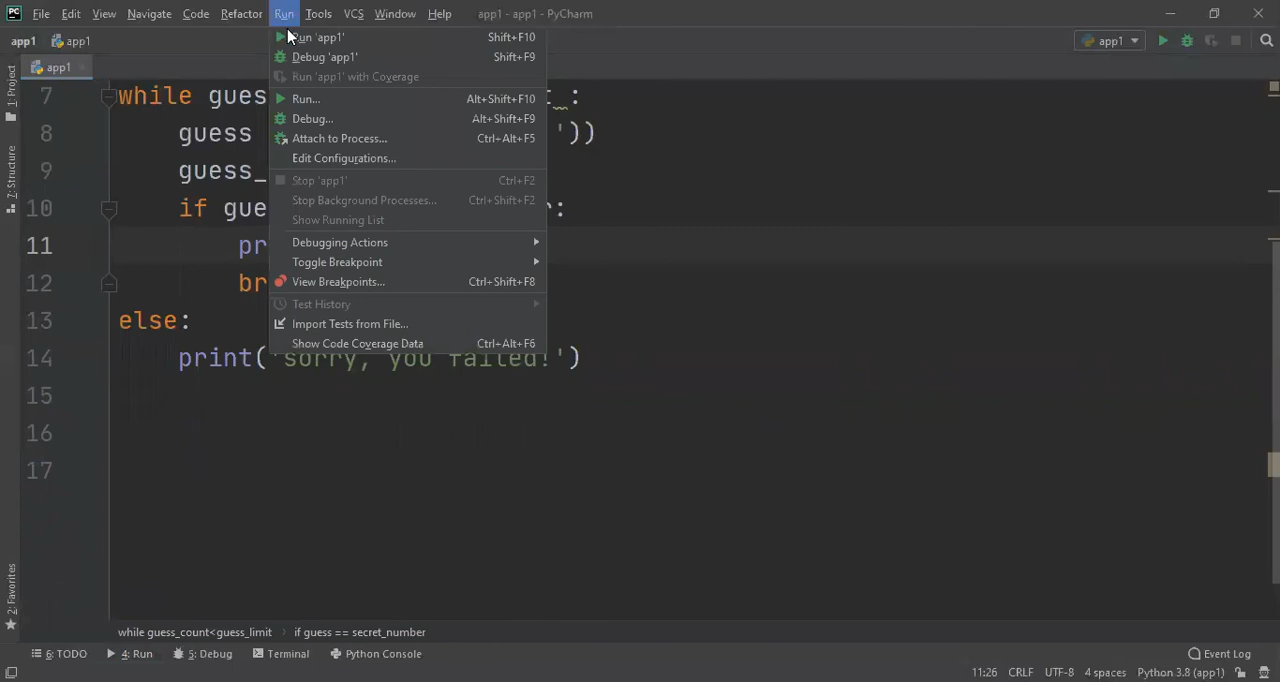 PC File Edit View Navigate Code Refactor Run Tools VCS Window Help app1 - app1 - PyCharm
app1 app1 app1
app1
Run 'app1' Shift+F10
Debug 'app1' Shift+F9
Run 'app1' with Coverage
Run... Alt+Shift+F10
Debug... Alt+Shift+F9
Attach to Process... Ctrl+Alt+F5
Edit Configurations...
Stop 'app1' Ctrl+F2
Stop Background Processes... Ctrl+Shift+F2
Show Running List
Debugging Actions
Toggle Breakpoint
View Breakpoints... Ctrl+Shift+F8
Test History
Import Tests from File...
Show Code Coverage Data Ctrl+Alt+F6
1: Project
7: Structure
2: Favorites
7 while gues :
8 guess '))
9 guess_
10 if gue :
11 pr
12 br
13 else:
14 print('sorry, you failed!')
15
16
17
while guess_count<guess_limit if guess == secret_number
6: TODO 4: Run 5: Debug Terminal Python Console Event Log
11:26 CRLF UTF-8 4 spaces Python 3.8 (app1)